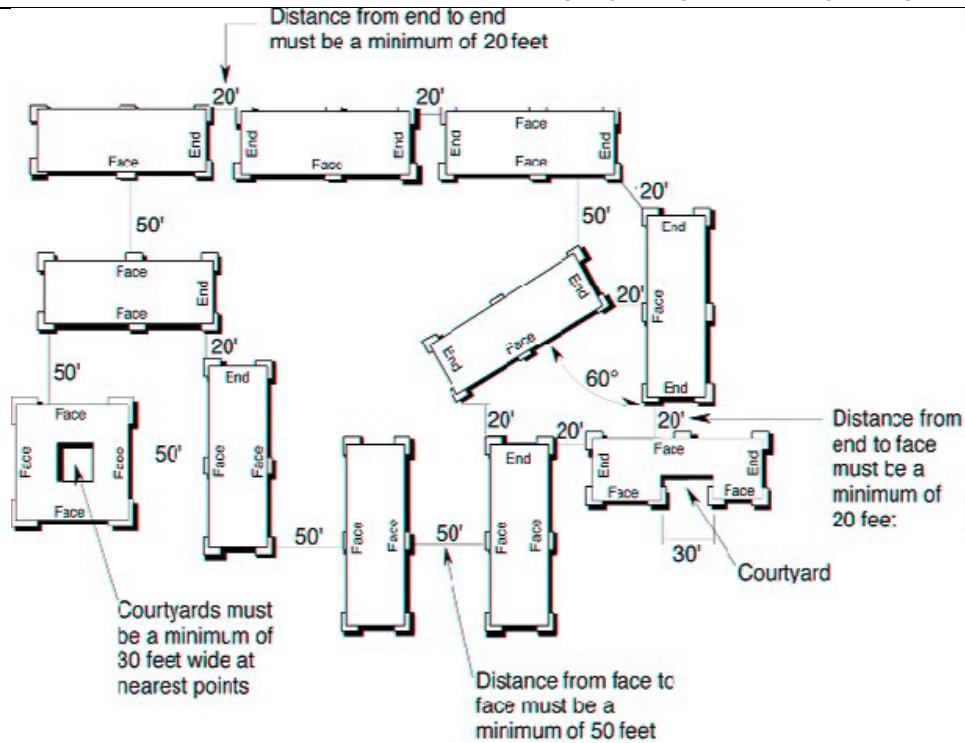 Distance from end to end
must be a minimum of 20 feet
20'
20'
Face
End
End
Face
End
End
Face
Face
End
20'
50'
50'
End
Face
Face
End
End
20'
Face
End
Face
60°
End
20'
50'
End
20'
20'
20'
Distance from
end to face
must be a
minimum of
20 feet
Face
Face
Face
Face
50'
Face
Face
End
Face
End
End
Face
Face
Face
Face
Face
Face
50'
50'
30'
Courtyard
Courtyards must
be a minimum of
30 feet wide at
nearest points
Distance from face to
face must be a
minimum of 50 feet